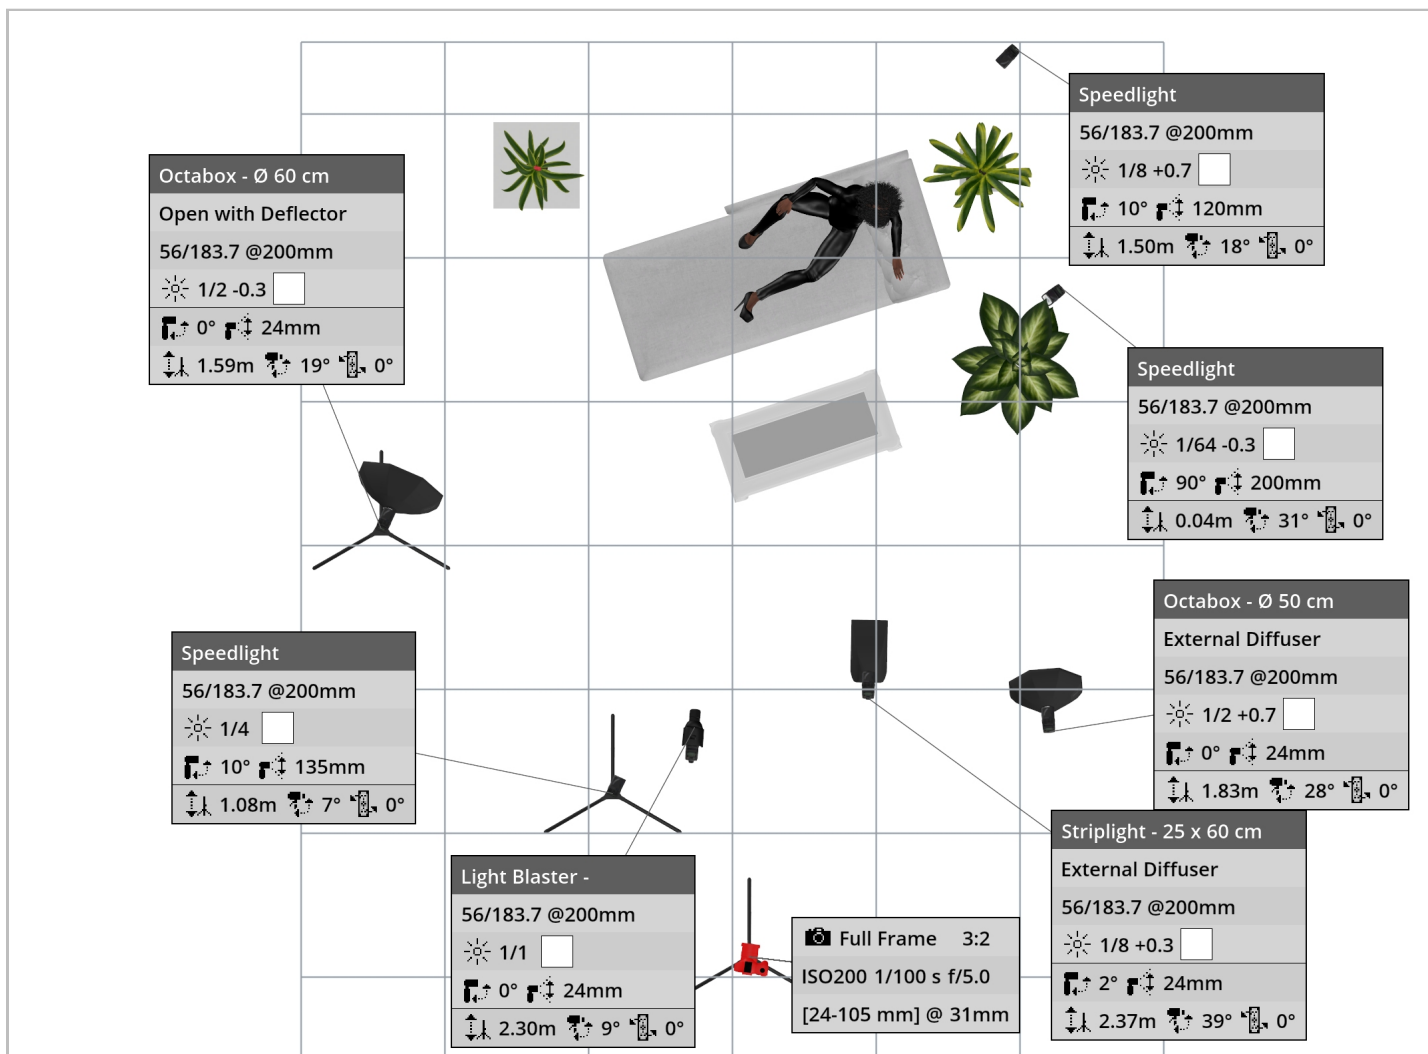 Speedlight
56/183.7 @200mm
1/8 +0.7
10° 120mm
1.50m 18° 0°
Octabox - Ø 60 cm
Open with Deflector
56/183.7 @200mm
1/2 -0.3
0° 24mm
1.59m 19° 0°
Speedlight
56/183.7 @200mm
1/64 -0.3
90° 200mm
0.04m 31° 0°
Octabox - Ø 50 cm
External Diffuser
56/183.7 @200mm
1/2 +0.7
0° 24mm
1.83m 28° 0°
Speedlight
56/183.7 @200mm
1/4
10° 135mm
1.08m 7° 0°
Striplight - 25 x 60 cm
External Diffuser
56/183.7 @200mm
1/8 +0.3
2° 24mm
2.37m 39° 0°
Light Blaster -
56/183.7 @200mm
1/1
0° 24mm
2.30m 9° 0°
Full Frame 3:2
ISO200 1/100 s f/5.0
[24-105 mm] @ 31mm